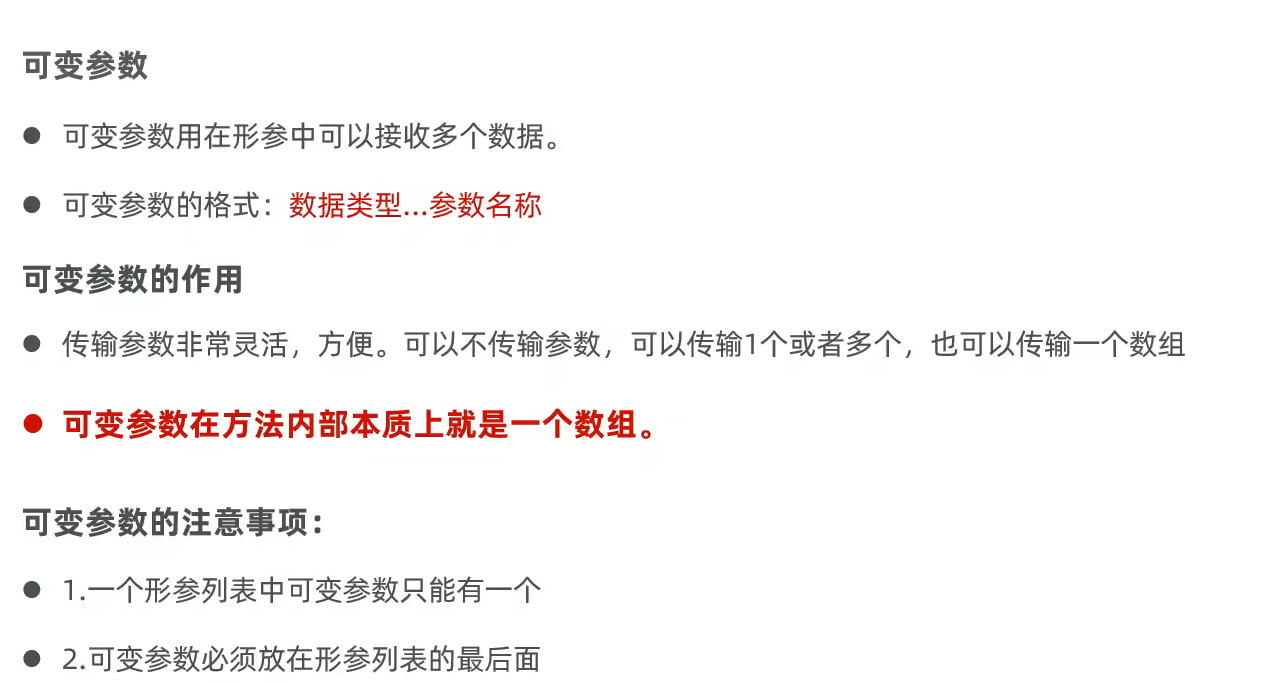 可变参数
● 可变参数用在形参中可以接收多个数据。
● 可变参数的格式：数据类型...参数名称
可变参数的作用
● 传输参数非常灵活，方便。可以不传输参数，可以传输1个或者多个，也可以传输一个数组
● 可变参数在方法内部本质上就是一个数组。
可变参数的注意事项：
● 1.一个形参列表中可变参数只能有一个
● 2.可变参数必须放在形参列表的最后面